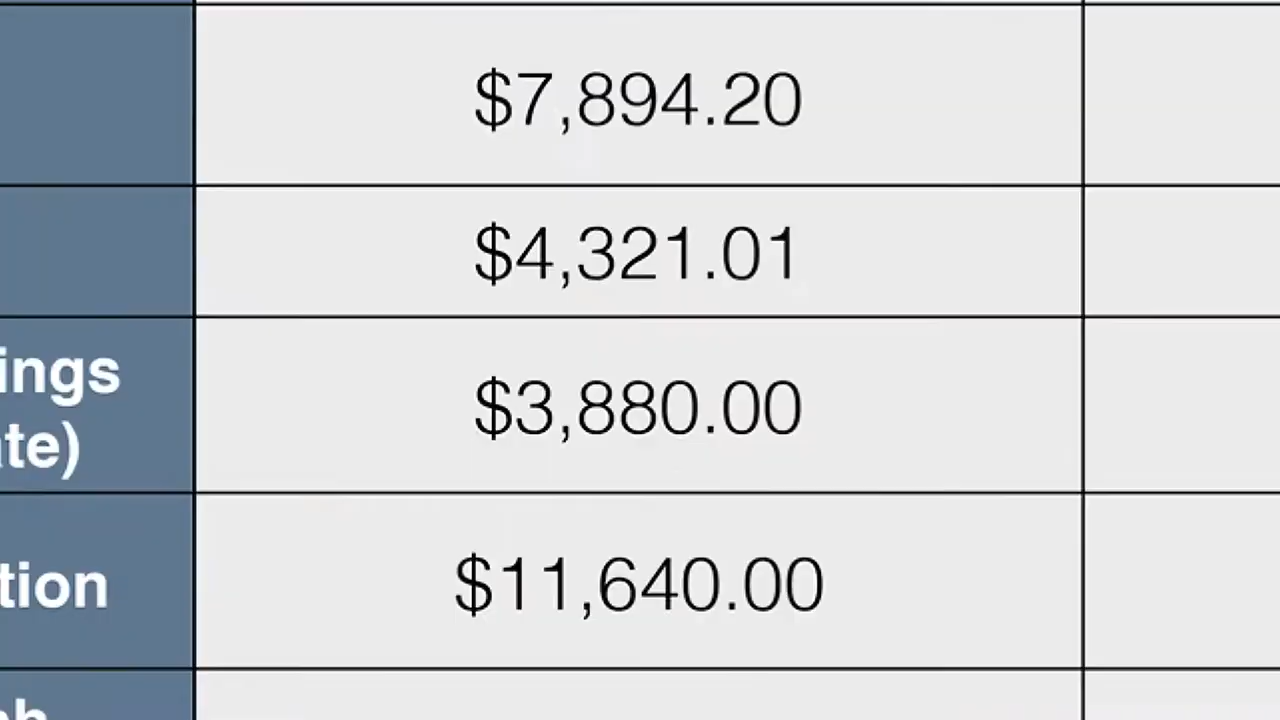 $7,894.20
$4,321.01
ings
te)
$3,880.00
tion
$11,640.00